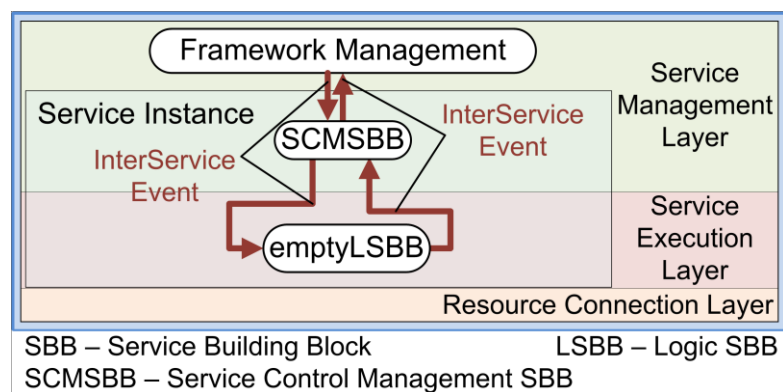 Framework Management
Service Instance
SCMSBB
InterService
Event
InterService
Event
Service
Management
Layer
emptyLSBB
Service
Execution
Layer
Resource Connection Layer
SBB – Service Building Block
LSBB – Logic SBB
SCMSBB – Service Control Management SBB